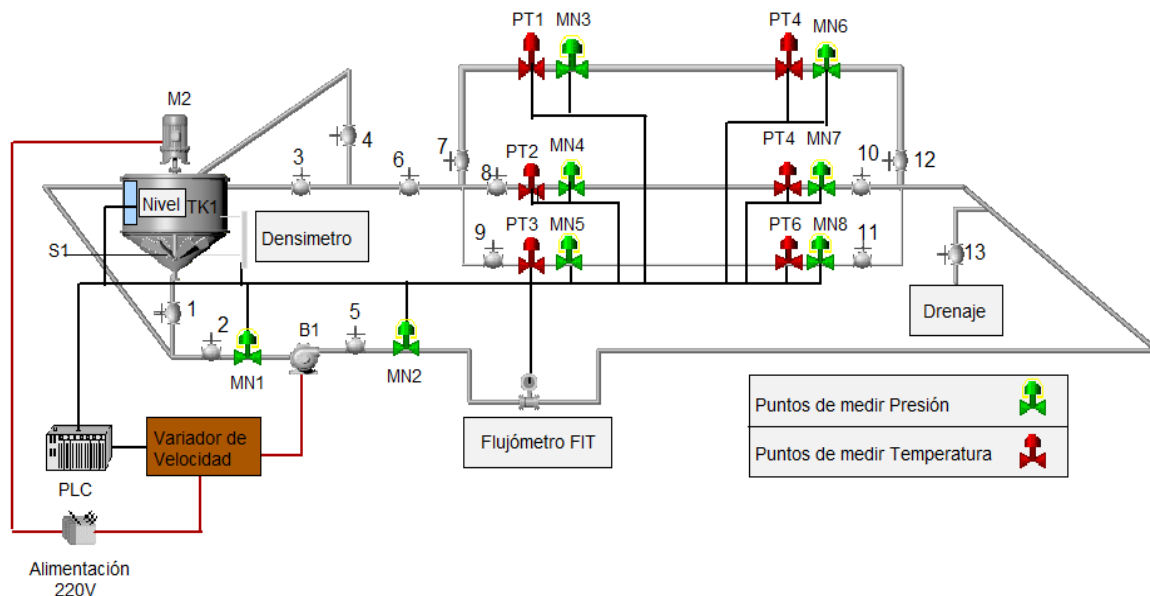 PT1 MN3
PT4
MN6
M2
4
3
6
7
PT2
MN4
8
PT4
MN7
10
12
Nivel
TK1
S1
Densimetro
9
PT3
MN5
PT6
MN8
11
13
Drenaje
1
2
MN1
B1
5
MN2
Flujómetro FIT
Puntos de medir Presión
Puntos de medir Temperatura
Variador de
Velocidad
PLC
Alimentación
220V